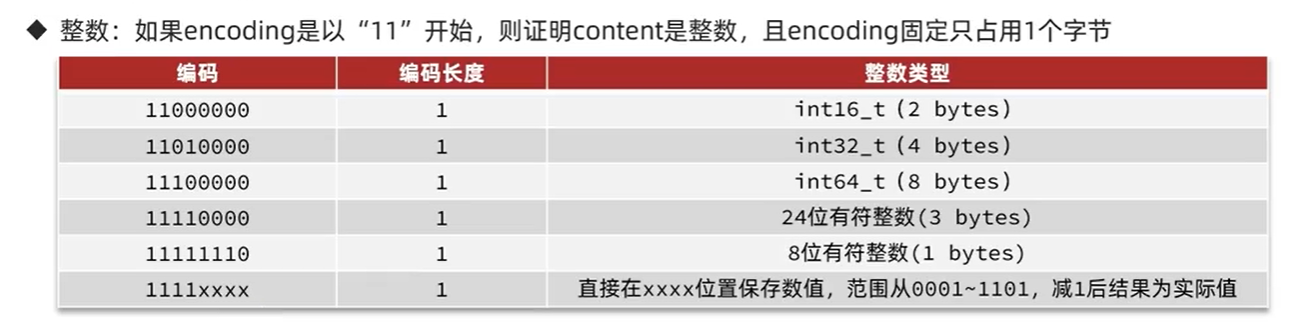 ◆ 整数：如果encoding是以“11”开始，则证明content是整数，且encoding固定只占用1个字节
编码 编码长度 整数类型
11000000 1 int16_t（2 bytes）
11010000 1 int32_t（4 bytes）
11100000 1 int64_t（8 bytes）
11110000 1 24位有符整数(3 bytes)
11111110 1 8位有符整数(1 bytes)
1111xxxx 1 直接在xxxx位置保存数值，范围从0001~1101，减1后结果为实际值